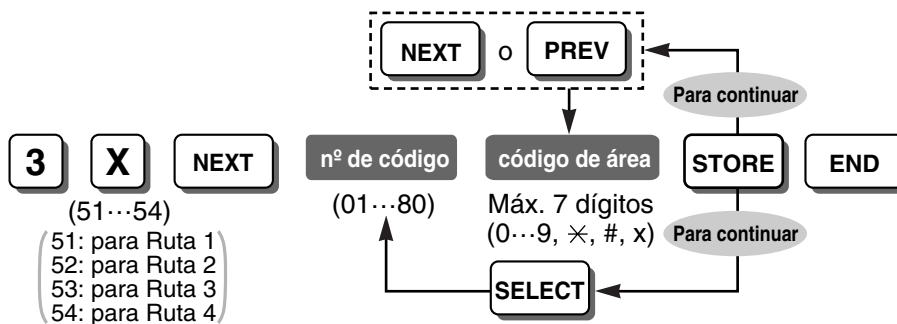 NEXT o PREV
Para continuar
3 X NEXT nº de código código de área STORE END
(51···54) (01···80) Máx. 7 dígitos
(0···9, ✳, #, x) Para continuar
51: para Ruta 1
52: para Ruta 2
53: para Ruta 3
54: para Ruta 4
SELECT